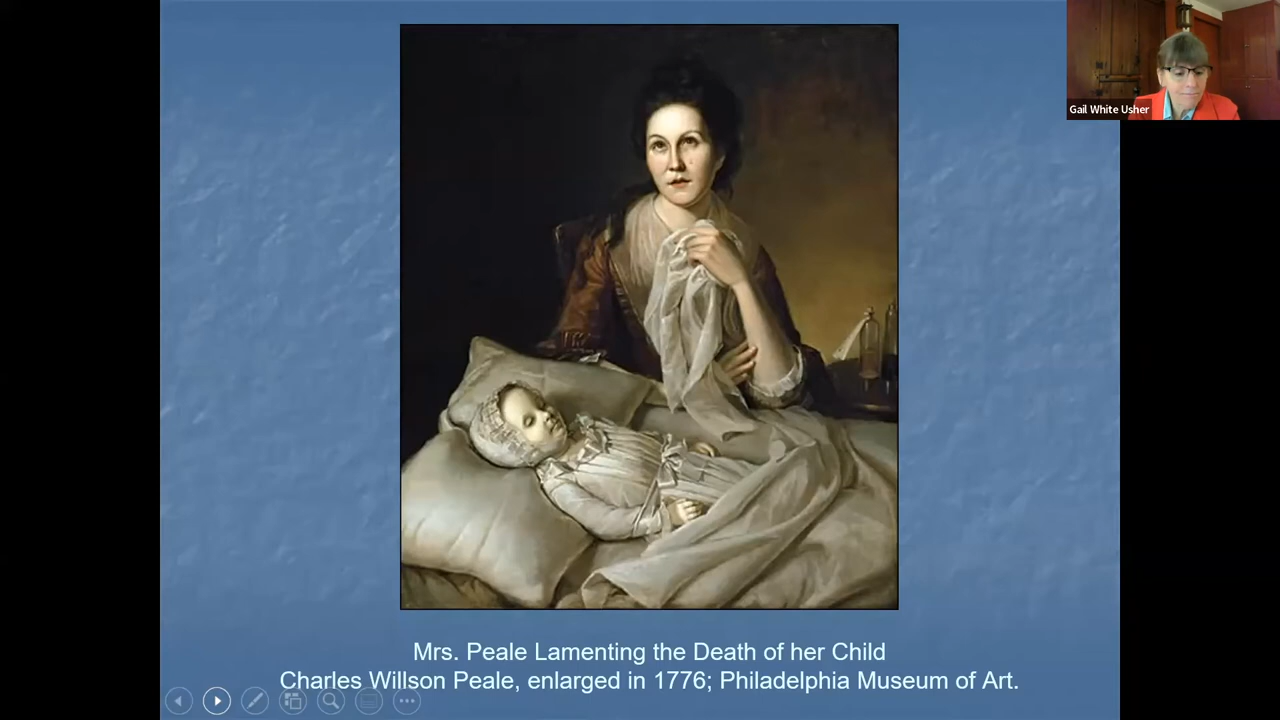 Gail White Usher
Mrs. Peale Lamenting the Death of her Child
Charles Willson Peale, enlarged in 1776; Philadelphia Museum of Art.